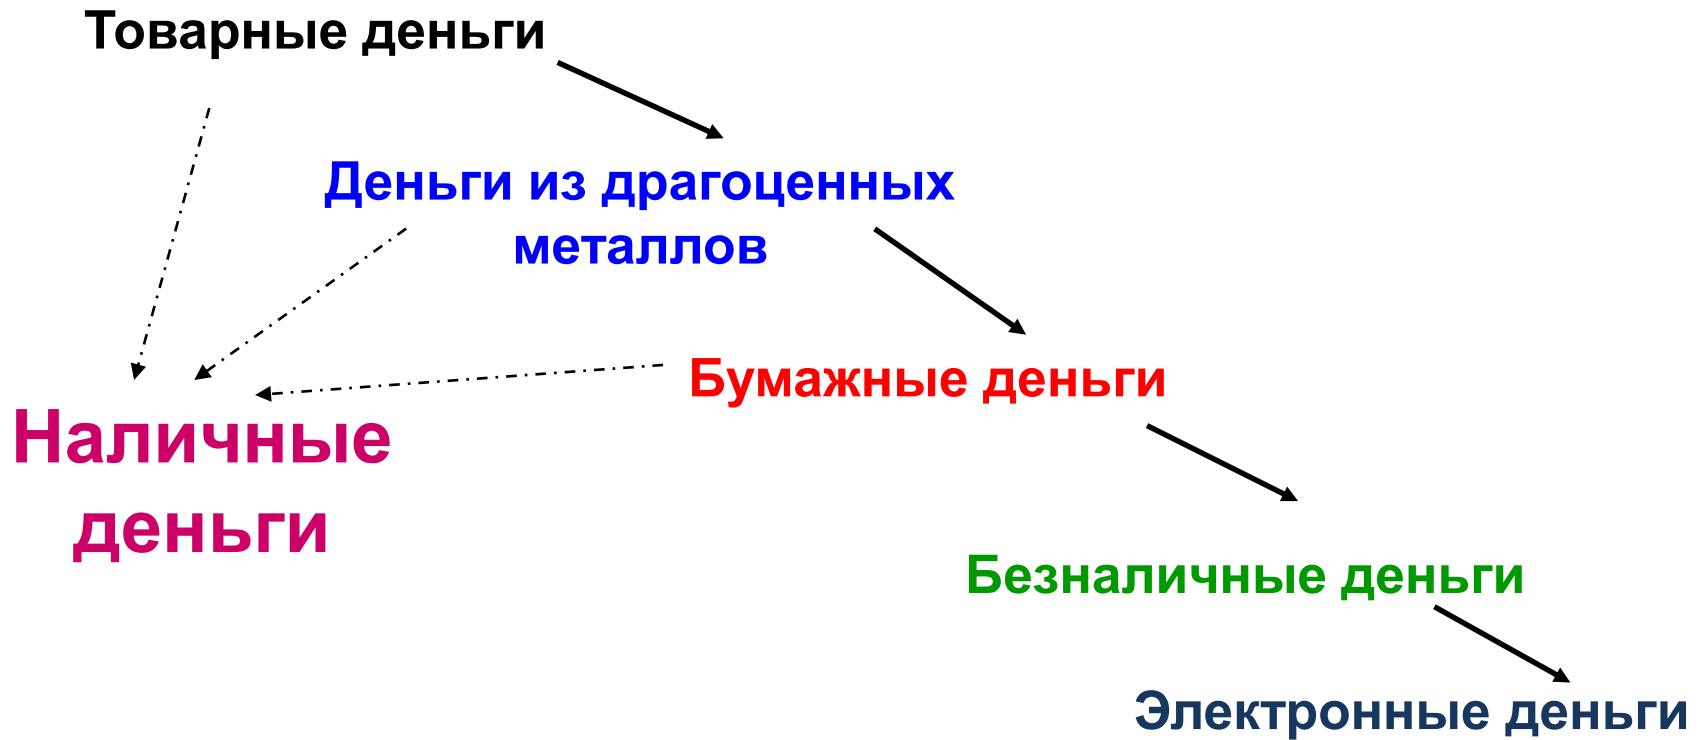 Товарные деньги
Деньги из драгоценных
металлов
Бумажные деньги
Наличные
деньги
Безналичные деньги
Электронные деньги